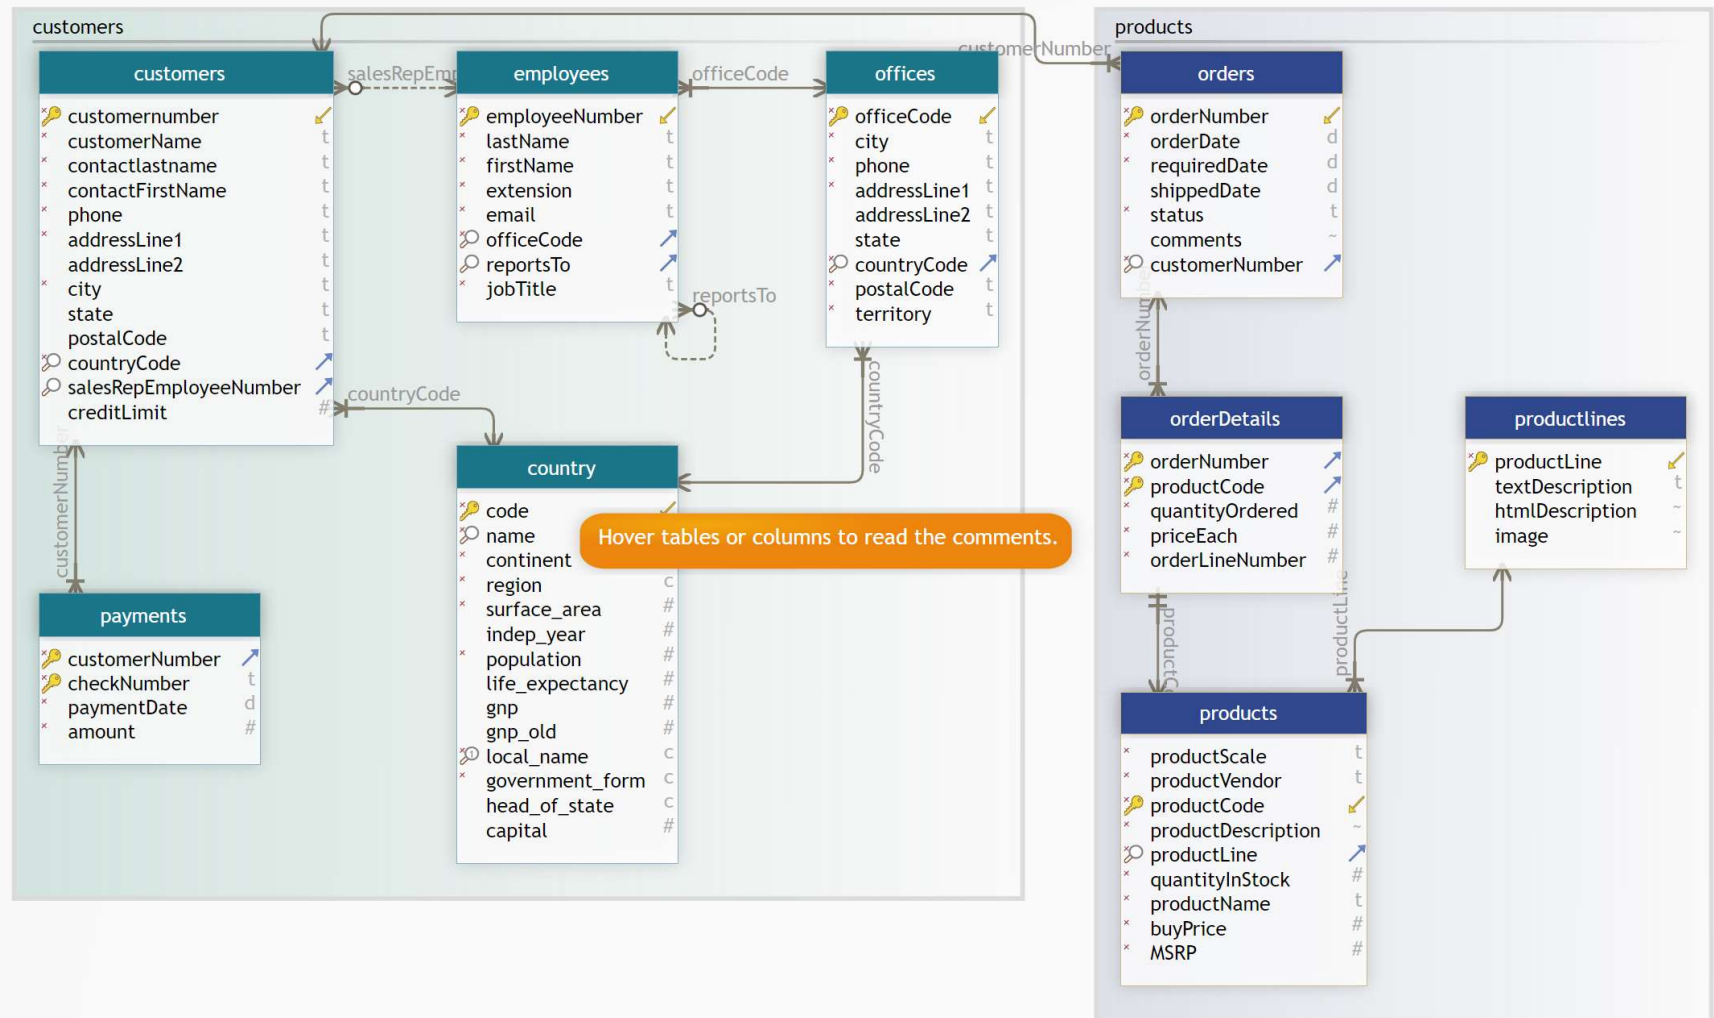 customers
customers
customernumber
customerName t
contactlastname t
contactFirstName t
phone t
addressLine1 t
addressLine2 t
city t
state t
postalCode t
countryCode
salesRepEmployeeNumber
creditLimit #
salesRepEmp
employees
employeeNumber
lastName t
firstName t
extension t
email t
officeCode
reportsTo
jobTitle t
officeCode
reportsTo
offices
officeCode
city t
phone t
addressLine1 t
addressLine2 t
state t
countryCode
postalCode t
territory t
countryCode
countryCode
customerNumber
country
code
name
continent
region c
surface_area #
indep_year #
population #
life_expectancy #
gnp #
gnp_old #
local_name c
government_form c
head_of_state c
capital #
Hover tables or columns to read the comments.
payments
customerNumber
checkNumber t
paymentDate d
amount #
products
customerNumber
orders
orderNumber
orderDate d
requiredDate d
shippedDate d
status t
comments ~
customerNumber
orderNumber
orderDetails
orderNumber
productCode
quantityOrdered #
priceEach #
orderLineNumber #
productlines
productLine
textDescription t
htmlDescription ~
image ~
productLine
products
productScale t
productVendor t
productCode
productDescription ~
productLine
quantityInStock #
productName t
buyPrice #
MSRP #